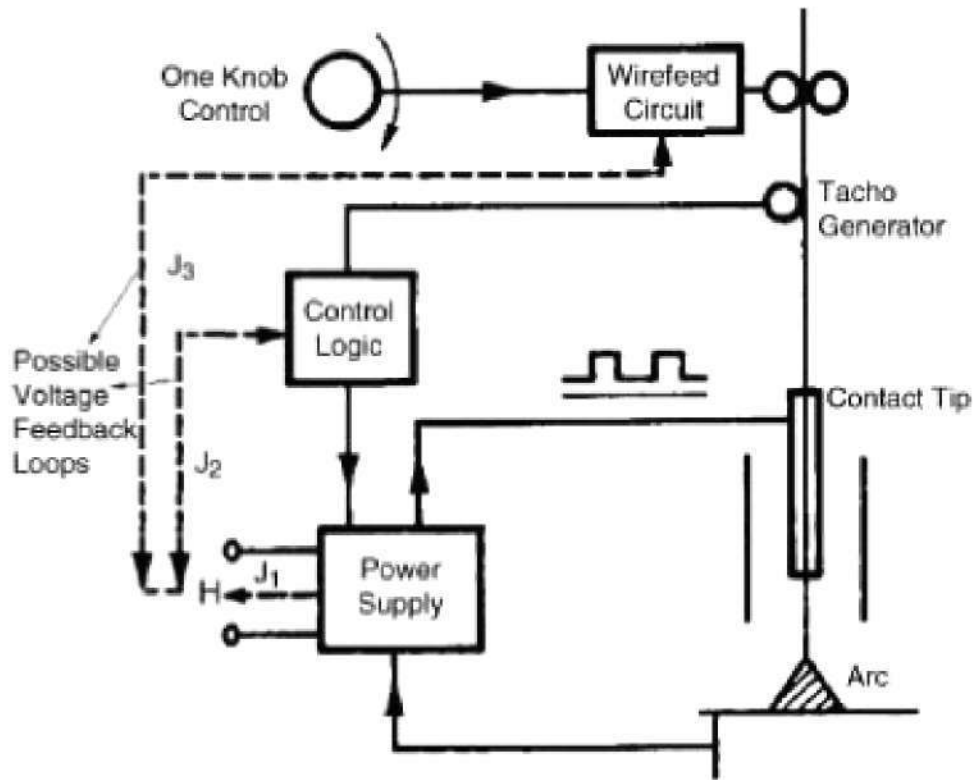 One Knob
Control
Wirefeed
Circuit
Tacho
Generator
J3
Control
Logic
Possible
Voltage
Feedback
Loops
J2
Contact Tip
H
J1
Power
Supply
Arc